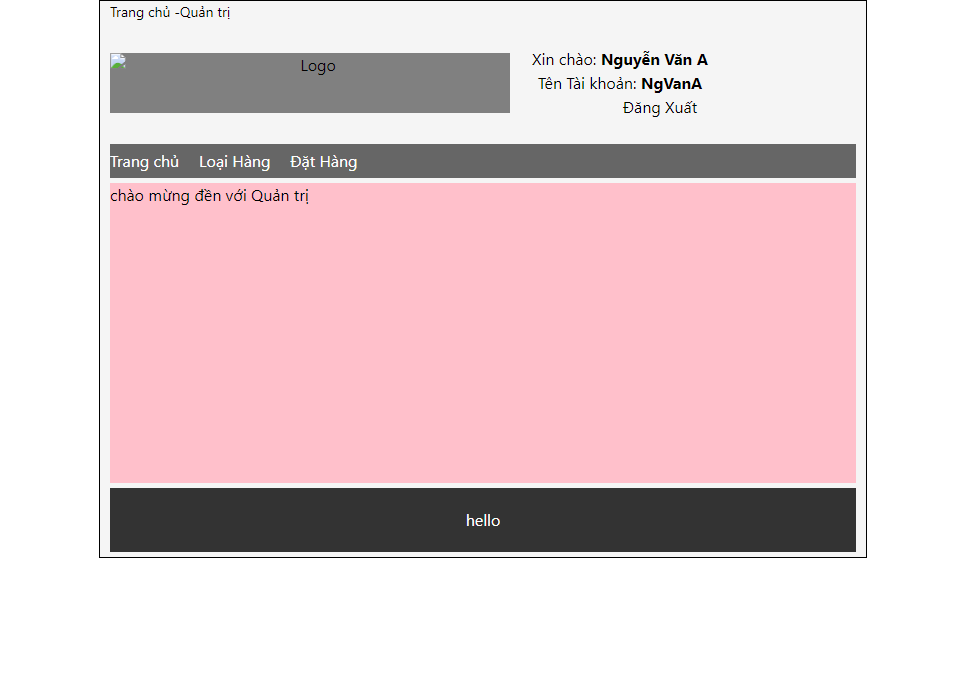 Trang chủ -Quản trị
Logo
Xin chào: Nguyễn Văn A
Tên Tài khoản: NgVanA
Đăng Xuất
Trang chủ Loại Hàng Đặt Hàng
chào mừng đền với Quản trị
hello